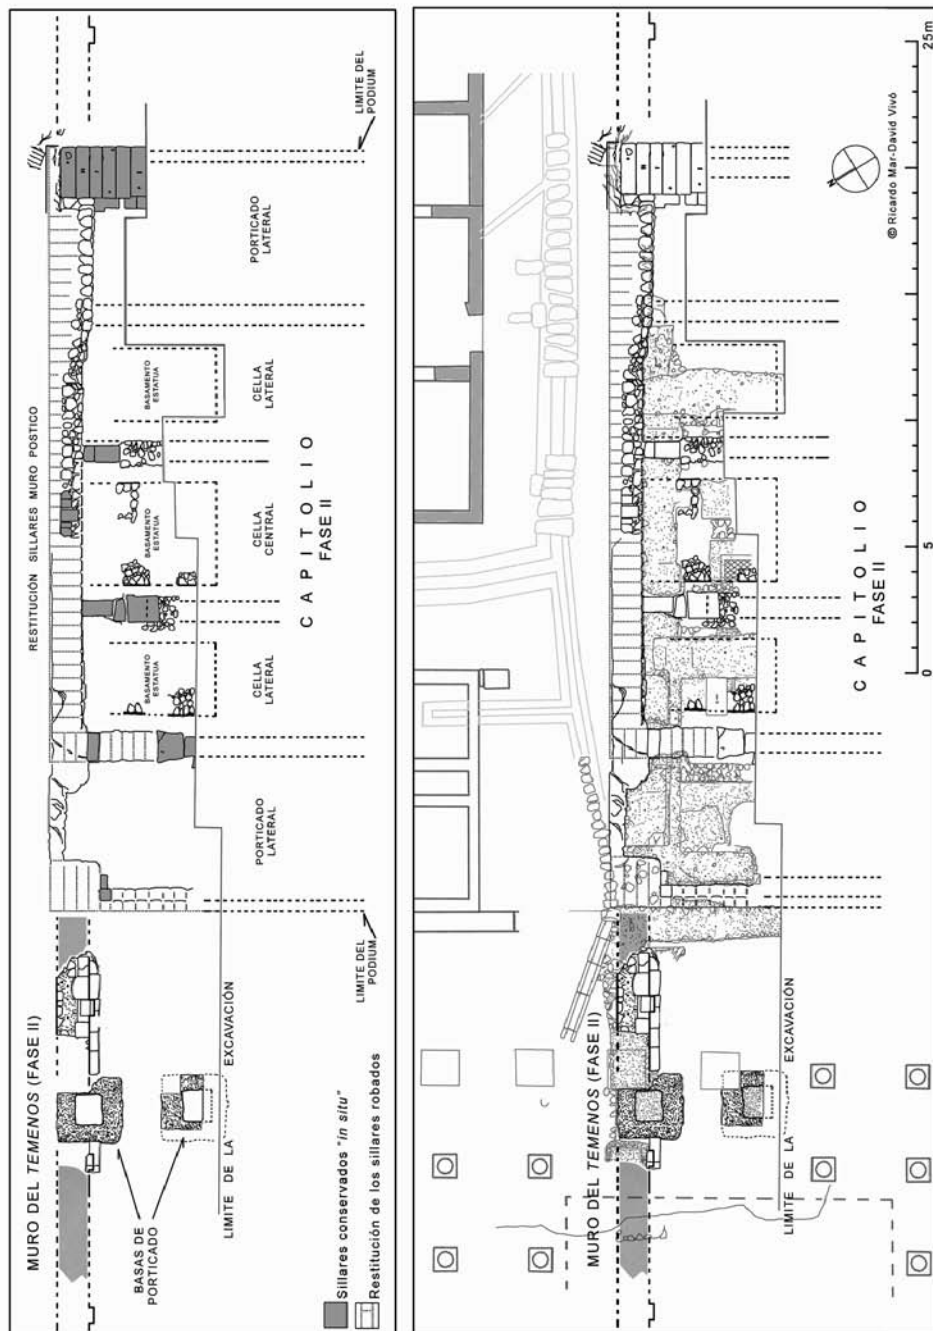 MURO DEL TEMENOS (FASE II)
RESTITUCIÓN SILLARES MURO POSTICO
BASAS DE
PORTICADO
LIMITE DE LA EXCAVACIÓN
LIMITE DEL
PODIUM
PORTICADO
LATERAL
BASAMENTO
ESTATUA
CELLA
LATERAL
BASAMENTO
ESTATUA
CELLA
CENTRAL
BASAMENTO
ESTATUA
CELLA
LATERAL
PORTICADO
LATERAL
LIMITE DEL
PODIUM
CAPITOLIO
FASE II
Sillares conservados "in situ"
Restitución de los sillares robados
MURO DEL TEMENOS (FASE II)
LIMITE DE LA EXCAVACIÓN
CAPITOLIO
FASE II
0 5 25m
N
© Ricardo Mar-David Vivó